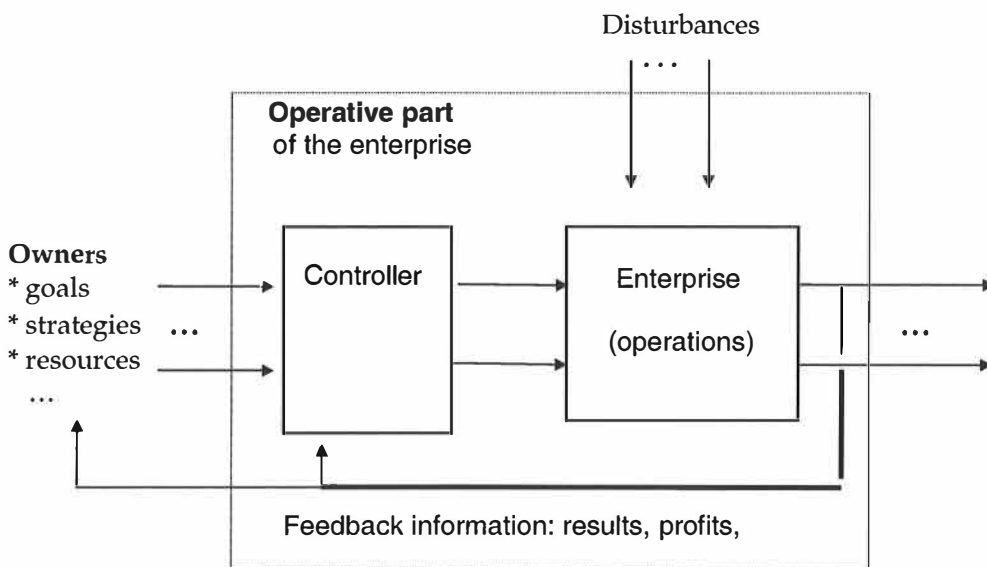 Disturbances
...
Operative part
of the enterprise
Owners
* goals
* strategies ...
* resources
...
Controller
Enterprise
(operations)
...
Feedback information: results, profits,